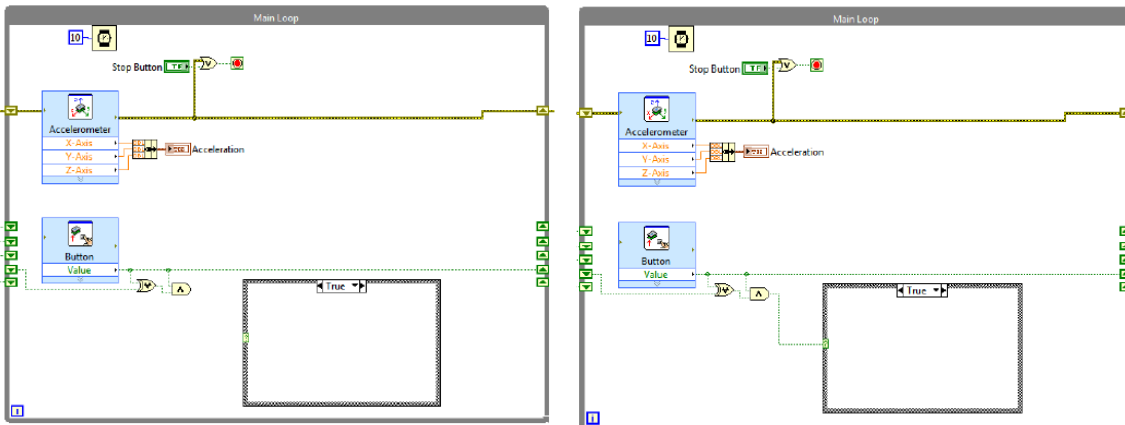 Main Loop
10
Stop Button TF V
Accelerometer
X-Axis
Y-Axis
Z-Axis
Acceleration
Button
Value
V
Λ
True
?
i
Main Loop
10
Stop Button TF V
Accelerometer
X-Axis
Y-Axis
Z-Axis
Acceleration
Button
Value
V
Λ
True
?
i